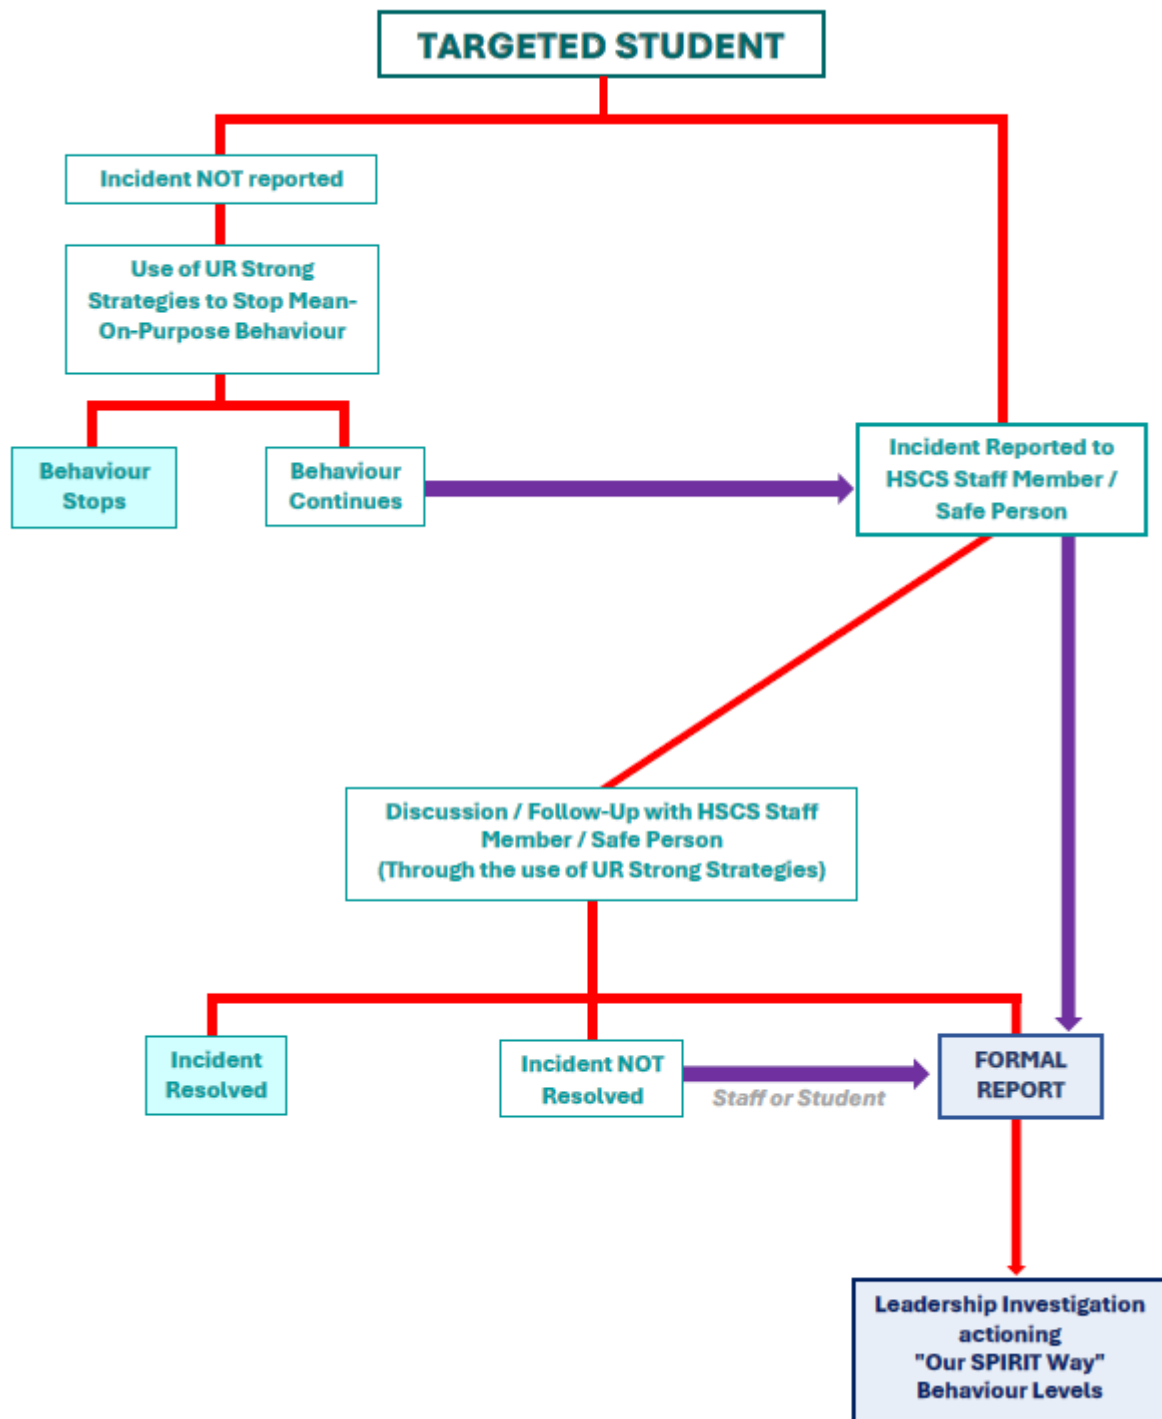 TARGETED STUDENT
Incident NOT reported
Use of UR Strong
Strategies to Stop Mean-
On-Purpose Behaviour
Behaviour
Stops
Behaviour
Continues
Incident Reported to
HSCS Staff Member /
Safe Person
Discussion / Follow-Up with HSCS Staff
Member / Safe Person
(Through the use of UR Strong Strategies)
Incident
Resolved
Incident NOT
Resolved
Staff or Student
FORMAL
REPORT
Leadership Investigation
actioning
"Our SPIRIT Way"
Behaviour Levels